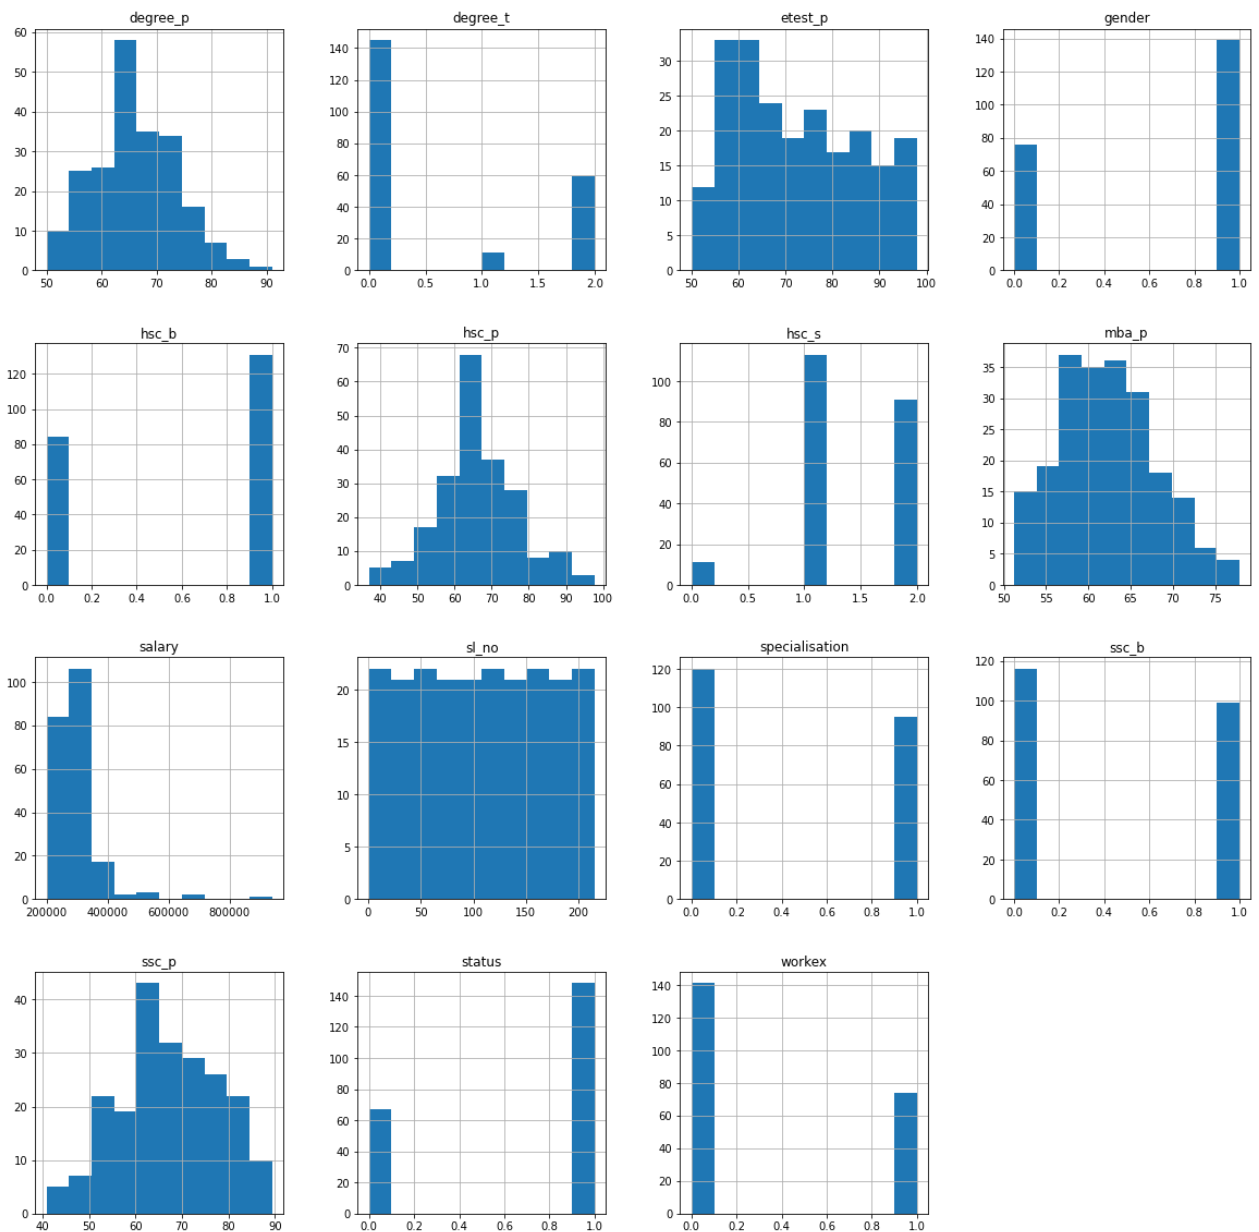 degree_p degree_t etest_p gender
60 140 30 140
50 120 25 120
40 100 20 100
30 80 15 80
20 60 10 60
10 40 5 40
0 20 0 20
0 0
50 60 70 80 90 0.0 0.5 1.0 1.5 2.0 50 60 70 80 90 100 0.0 0.2 0.4 0.6 0.8 1.0
hsc_b hsc_p hsc_s mba_p
120 70 100 35
100 60 80 30
80 50 60 25
60 40 40 20
40 30 20 15
20 20 0 10
0 10 5
0 0
0.0 0.2 0.4 0.6 0.8 1.0 40 50 60 70 80 90 100 0.0 0.5 1.0 1.5 2.0 50 55 60 65 70 75
salary sl_no specialisation ssc_b
100 20 120 120
80 15 100 100
60 10 80 80
40 5 60 60
20 0 40 40
0 20 20
0 0
200000 400000 600000 800000 0 50 100 150 200 0.0 0.2 0.4 0.6 0.8 1.0 0.0 0.2 0.4 0.6 0.8 1.0
ssc_p status workex
40 140 140
30 120 120
20 100 100
10 80 80
0 60 60
40 40
20 20
0 0
40 50 60 70 80 90 0.0 0.2 0.4 0.6 0.8 1.0 0.0 0.2 0.4 0.6 0.8 1.0